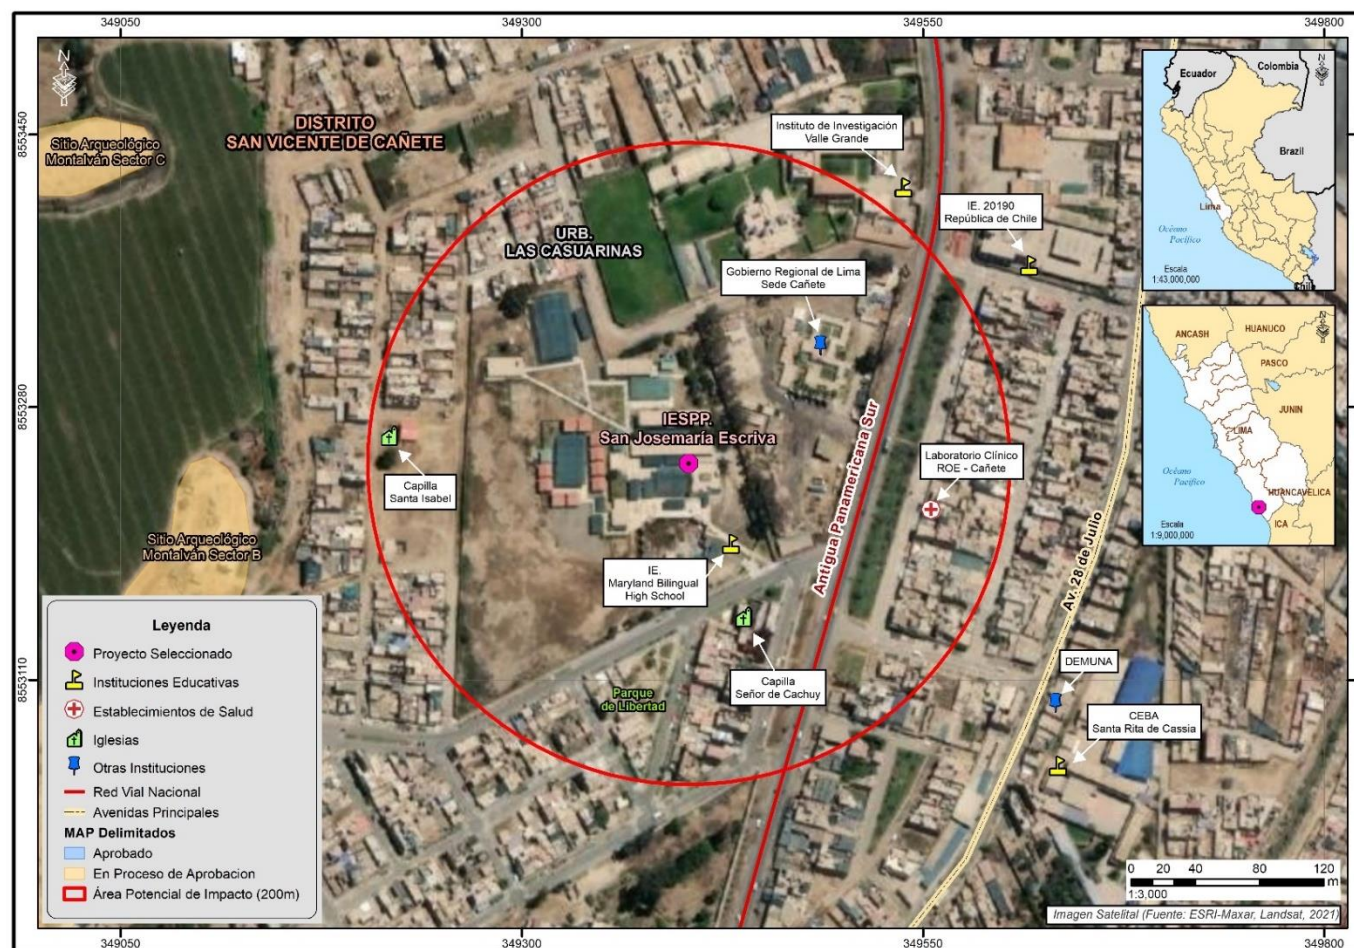 349050
349300
349550
349800
8553450
8553280
8553110
N
Sitio Arqueológico
Montalván Sector C
DISTRITO
SAN VICENTE DE CAÑETE
Instituto de Investigación
Valle Grande
IE. 20190
República de Chile
URB.
LAS CASUARINAS
Gobierno Regional de Lima
Sede Cañete
IESPP.
San Josemaría Escriva
Antigua Panamericana Sur
Laboratorio Clínico
ROE - Cañete
Capilla
Santa Isabel
Sitio Arqueológico
Montalván Sector B
IE.
Maryland Bilingual
High School
Av. 28 de Julio
Capilla
Señor de Cachuy
Parque
de Libertad
DEMUNA
CEBA
Santa Rita de Cassia
N
Ecuador
Colombia
Brazil
Lima
Océano
Pacífico
Escala
1:43,000,000
Chile
N
ANCASH
HUANUCO
PASCO
JUNIN
LIMA
Océano
Pacífico
HUANCAVELICA
ICA
Escala
1:9,000,000
Leyenda
Proyecto Seleccionado
Instituciones Educativas
Establecimientos de Salud
Iglesias
Otras Instituciones
Red Vial Nacional
Avenidas Principales
MAP Delimitados
Aprobado
En Proceso de Aprobacion
Área Potencial de Impacto (200m)
0 20 40 80 120
m
1:3,000
Imagen Satelital (Fuente: ESRI-Maxar, Landsat, 2021)
349050
349300
349550
349800